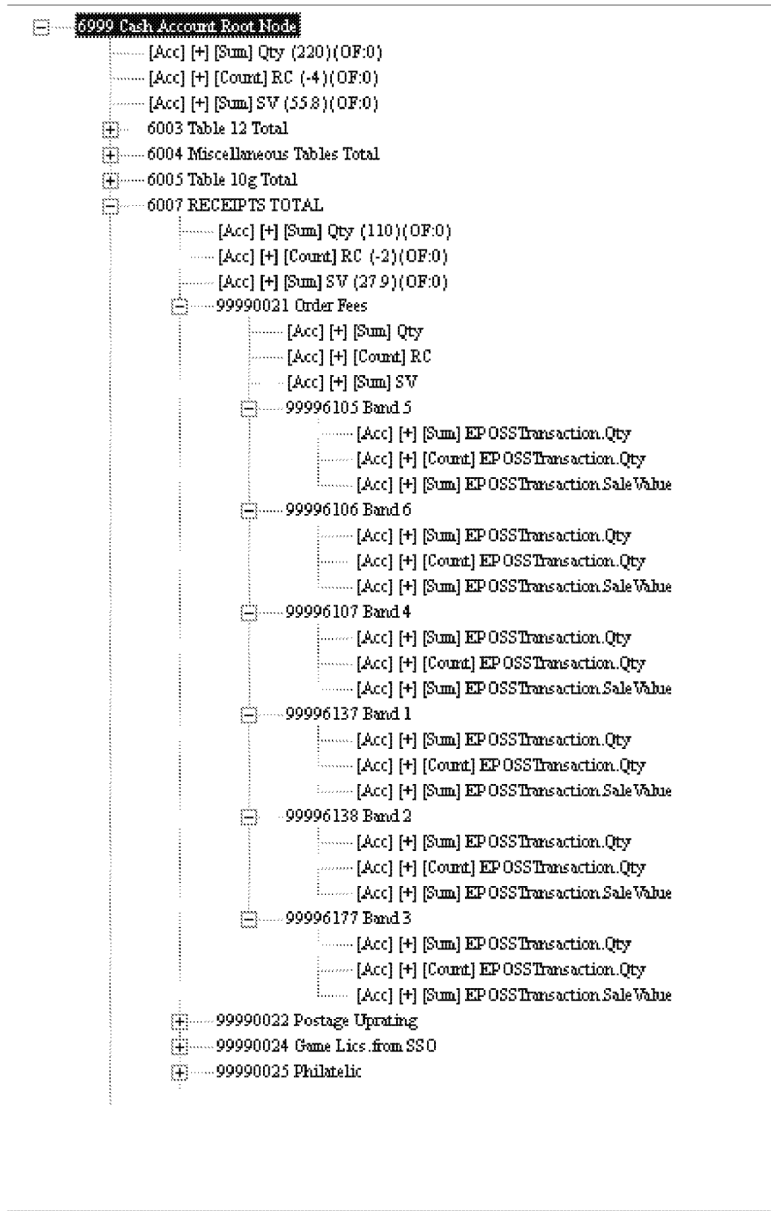 6999 Cash Account Root Node
[Acc] [+] [Sum] Qty (220)(OF:0)
[Acc] [+] [Count] RC (-4)(OF:0)
[Acc] [+] [Sum] SV (55.8)(OF:0)
6003 Table 12 Total
6004 Miscellaneous Tables Total
6005 Table 10g Total
6007 RECEIPTS TOTAL
[Acc] [+] [Sum] Qty (110)(OF:0)
[Acc] [+] [Count] RC (-2)(OF:0)
[Acc] [+] [Sum] SV (27.9)(OF:0)
99990021 Order Fees
[Acc] [+] [Sum] Qty
[Acc] [+] [Count] RC
[Acc] [+] [Sum] SV
99996105 Band 5
[Acc] [+] [Sum] EPOSSTransaction.Qty
[Acc] [+] [Count] EPOSSTransaction.Qty
[Acc] [+] [Sum] EPOSSTransaction.SaleValue
99996106 Band 6
[Acc] [+] [Sum] EPOSSTransaction.Qty
[Acc] [+] [Count] EPOSSTransaction.Qty
[Acc] [+] [Sum] EPOSSTransaction.SaleValue
99996107 Band 4
[Acc] [+] [Sum] EPOSSTransaction.Qty
[Acc] [+] [Count] EPOSSTransaction.Qty
[Acc] [+] [Sum] EPOSSTransaction.SaleValue
99996137 Band 1
[Acc] [+] [Sum] EPOSSTransaction.Qty
[Acc] [+] [Count] EPOSSTransaction.Qty
[Acc] [+] [Sum] EPOSSTransaction.SaleValue
99996138 Band 2
[Acc] [+] [Sum] EPOSSTransaction.Qty
[Acc] [+] [Count] EPOSSTransaction.Qty
[Acc] [+] [Sum] EPOSSTransaction.SaleValue
99996177 Band 3
[Acc] [+] [Sum] EPOSSTransaction.Qty
[Acc] [+] [Count] EPOSSTransaction.Qty
[Acc] [+] [Sum] EPOSSTransaction.SaleValue
99990022 Postage Uprating
99990024 Game Lics.from SSO
99990025 Philatelic